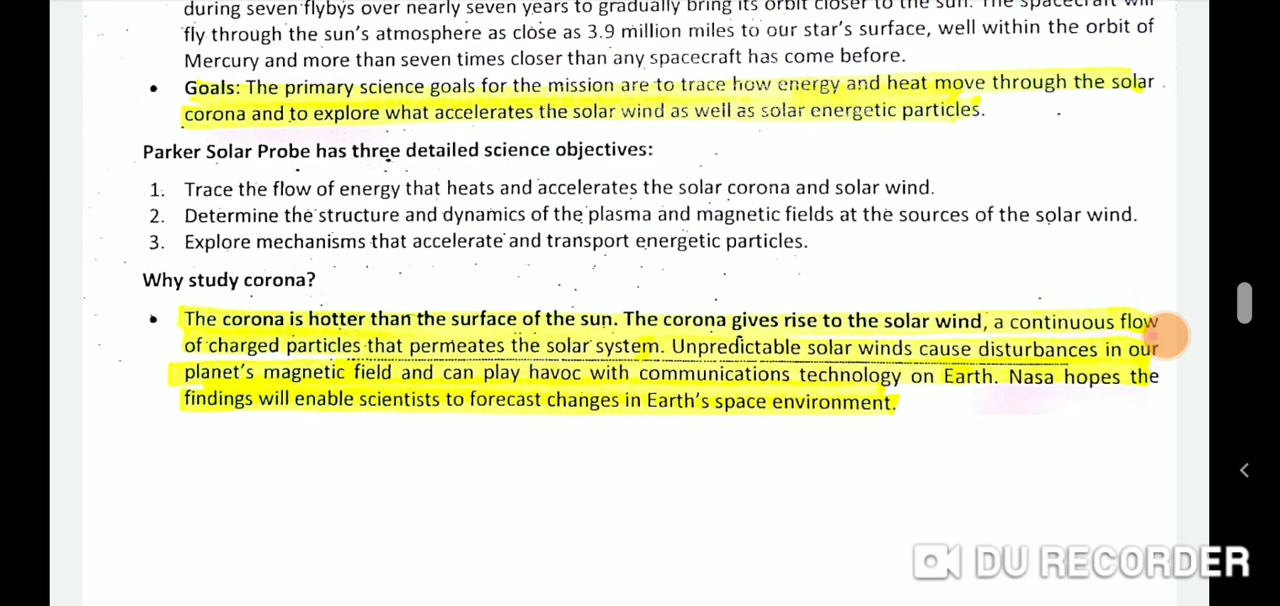 during seven flybys over nearly seven years to gradually bring its orbit closer to the sun. The spacecraft will
fly through the sun's atmosphere as close as 3.9 million miles to our star's surface, well within the orbit of
Mercury and more than seven times closer than any spacecraft has come before.
• Goals: The primary science goals for the mission are to trace how energy and heat move through the solar
corona and to explore what accelerates the solar wind as well as solar energetic particles.
Parker Solar Probe has three detailed science objectives:
1. Trace the flow of energy that heats and accelerates the solar corona and solar wind.
2. Determine the structure and dynamics of the plasma and magnetic fields at the sources of the solar wind.
3. Explore mechanisms that accelerate and transport energetic particles.
Why study corona?
• The corona is hotter than the surface of the sun. The corona gives rise to the solar wind, a continuous flow
of charged particles that permeates the solar system. Unpredictable solar winds cause disturbances in our
planet's magnetic field and can play havoc with communications technology on Earth. Nasa hopes the
findings will enable scientists to forecast changes in Earth's space environment.
DU RECORDER